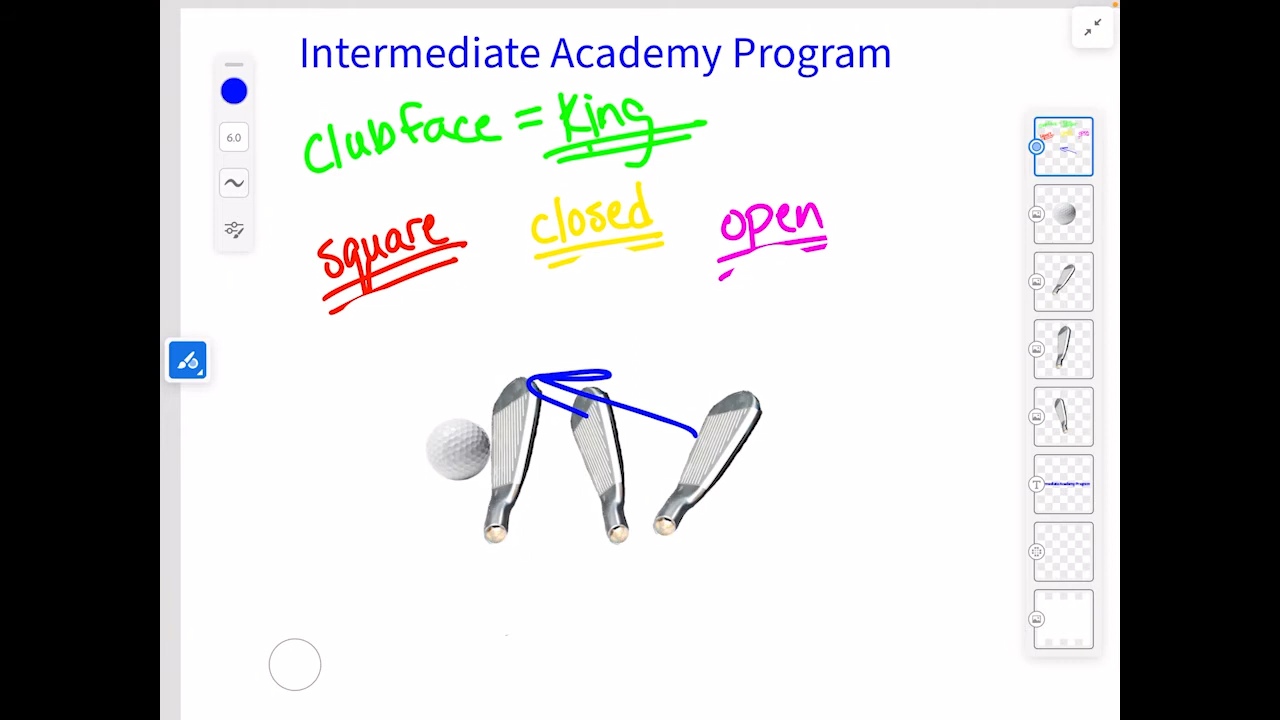 Intermediate Academy Program
clubface = King
square closed open
6.0